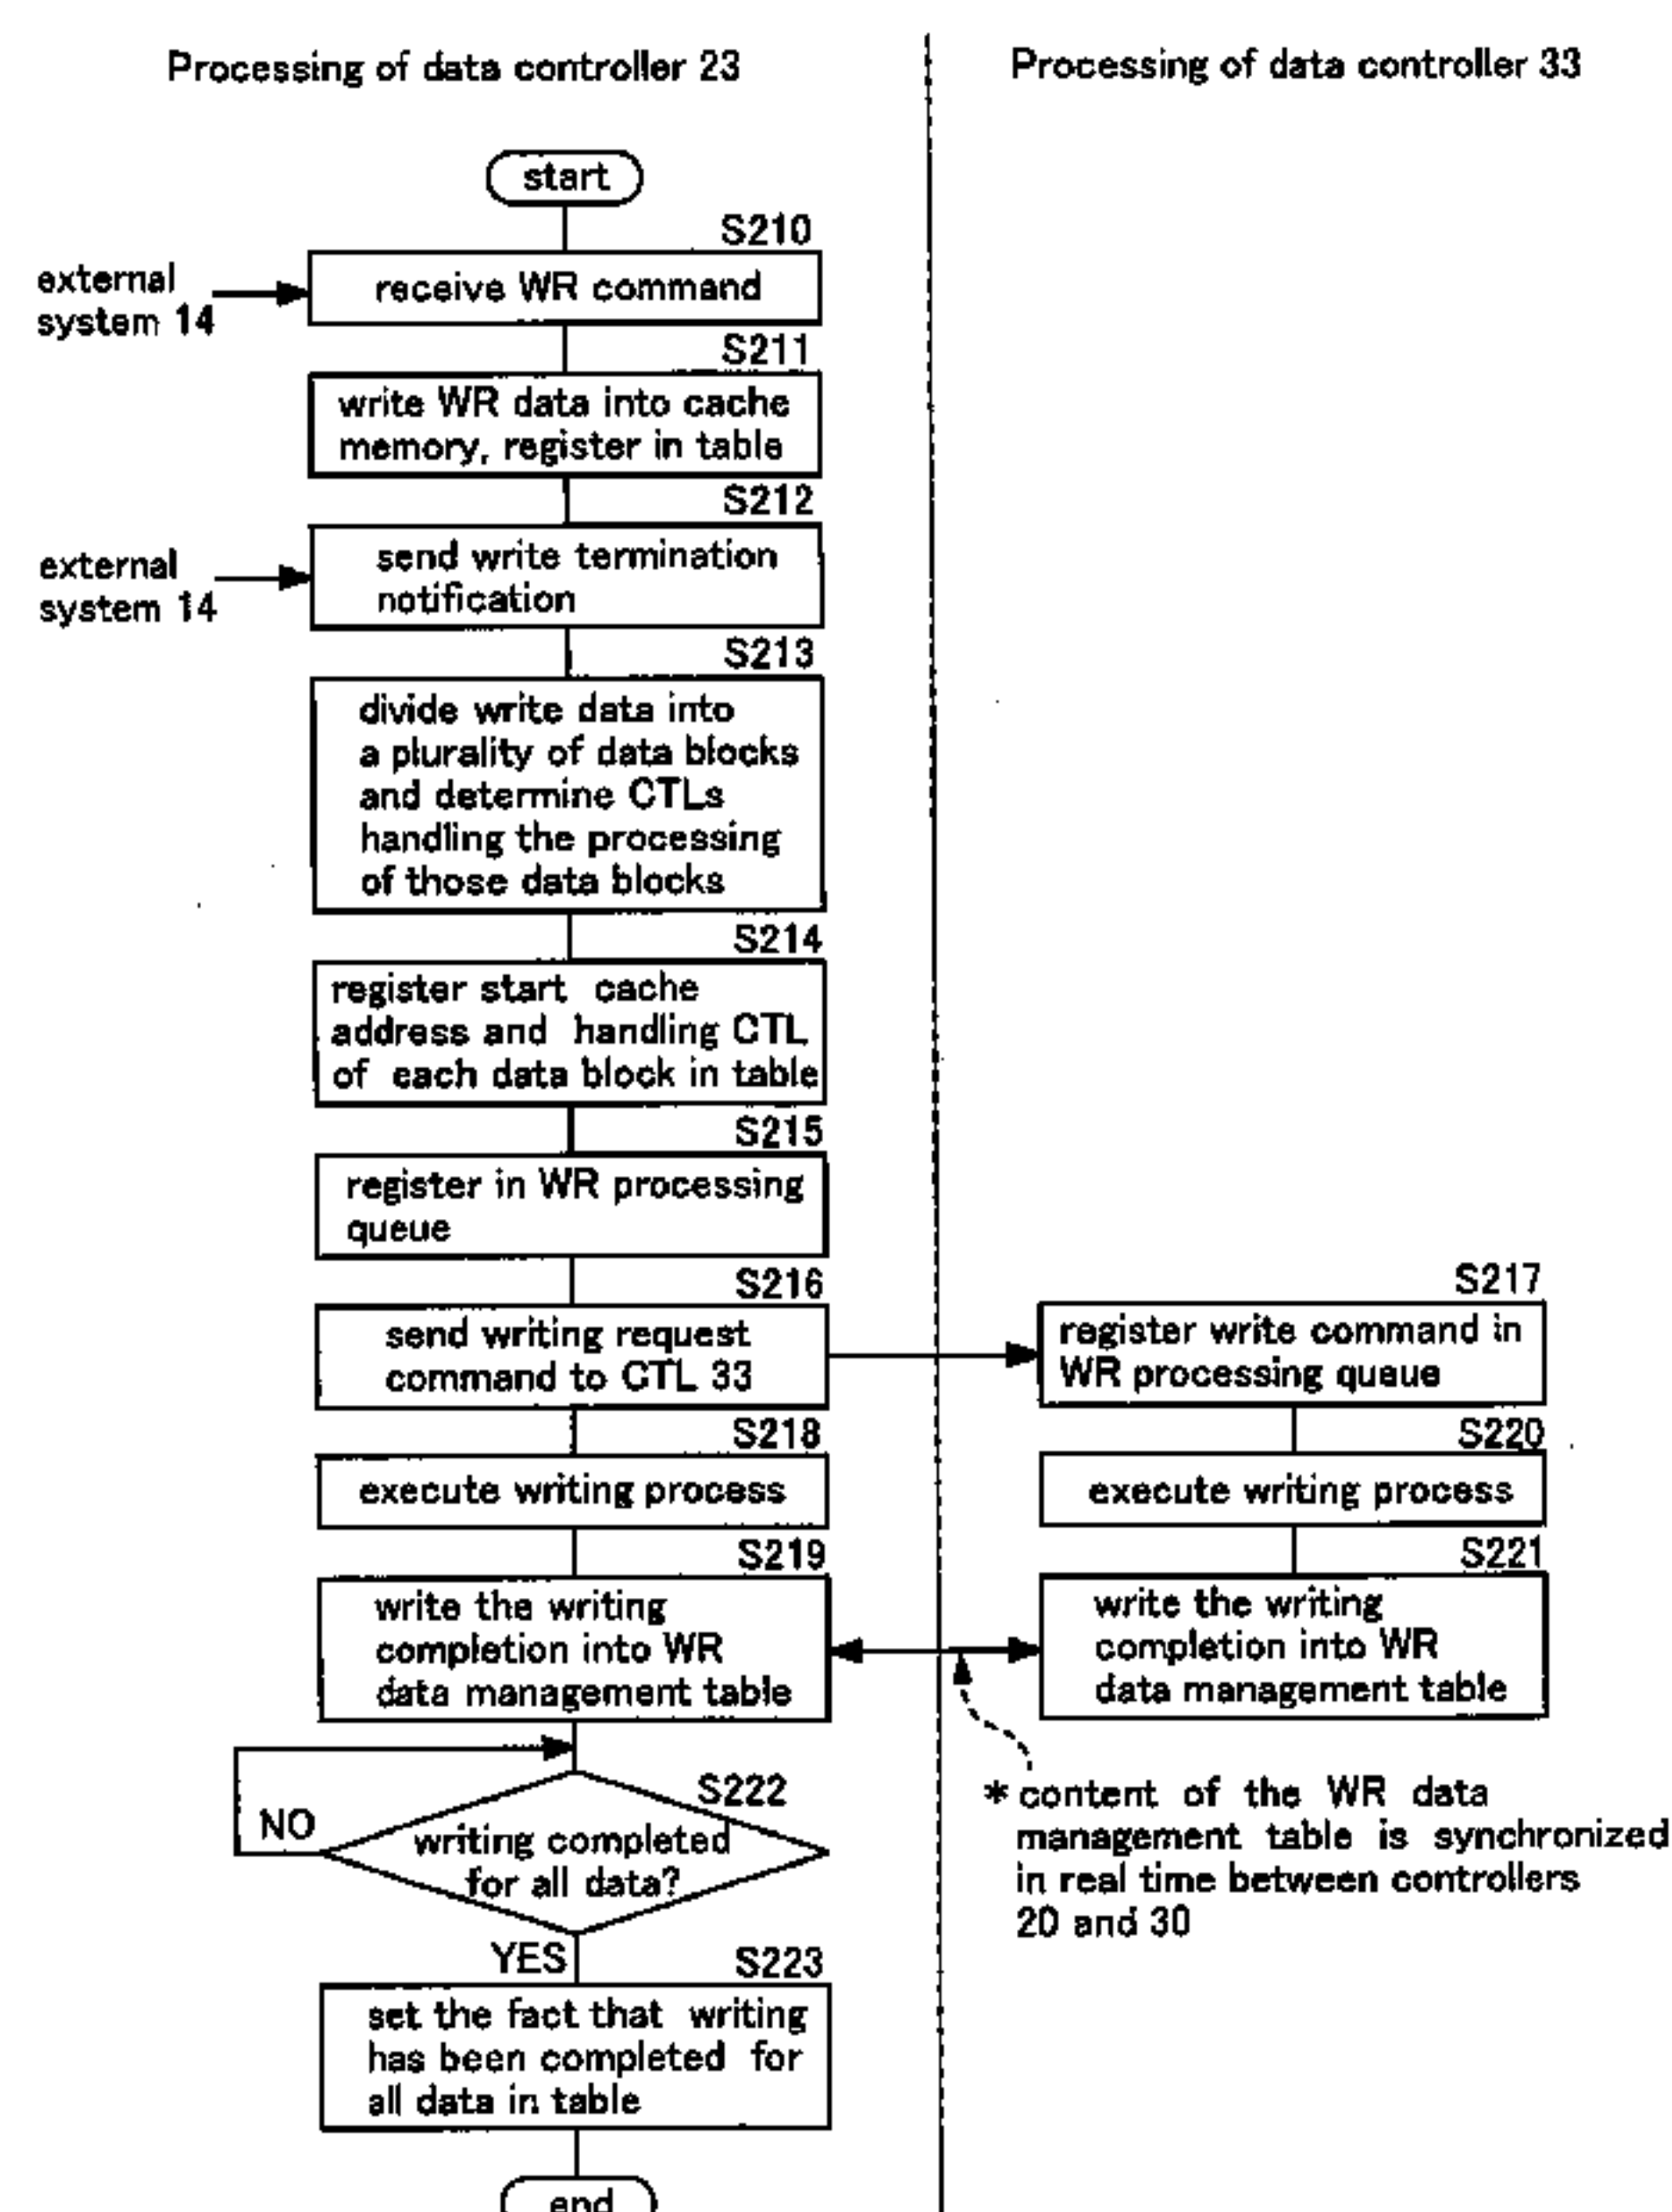 Processing of data controller 23
Processing of data controller 33
start
S210
external
system 14
receive WR command
S211
write WR data into cache
memory, register in table
S212
external
system 14
send write termination
notification
S213
divide write data into
a plurality of data blocks
and determine CTLs
handling the processing
of those data blocks
S214
register start cache
address and handling CTL
of each data block in table
S215
register in WR processing
queue
S216
send writing request
command to CTL 33
S217
register write command in
WR processing queue
S218
execute writing process
S220
execute writing process
S219
write the writing
completion into WR
data management table
S221
write the writing
completion into WR
data management table
* content of the WR data
management table is synchronized
in real time between controllers
20 and 30
S222
NO
writing completed
for all data?
YES
S223
set the fact that writing
has been completed for
all data in table
end